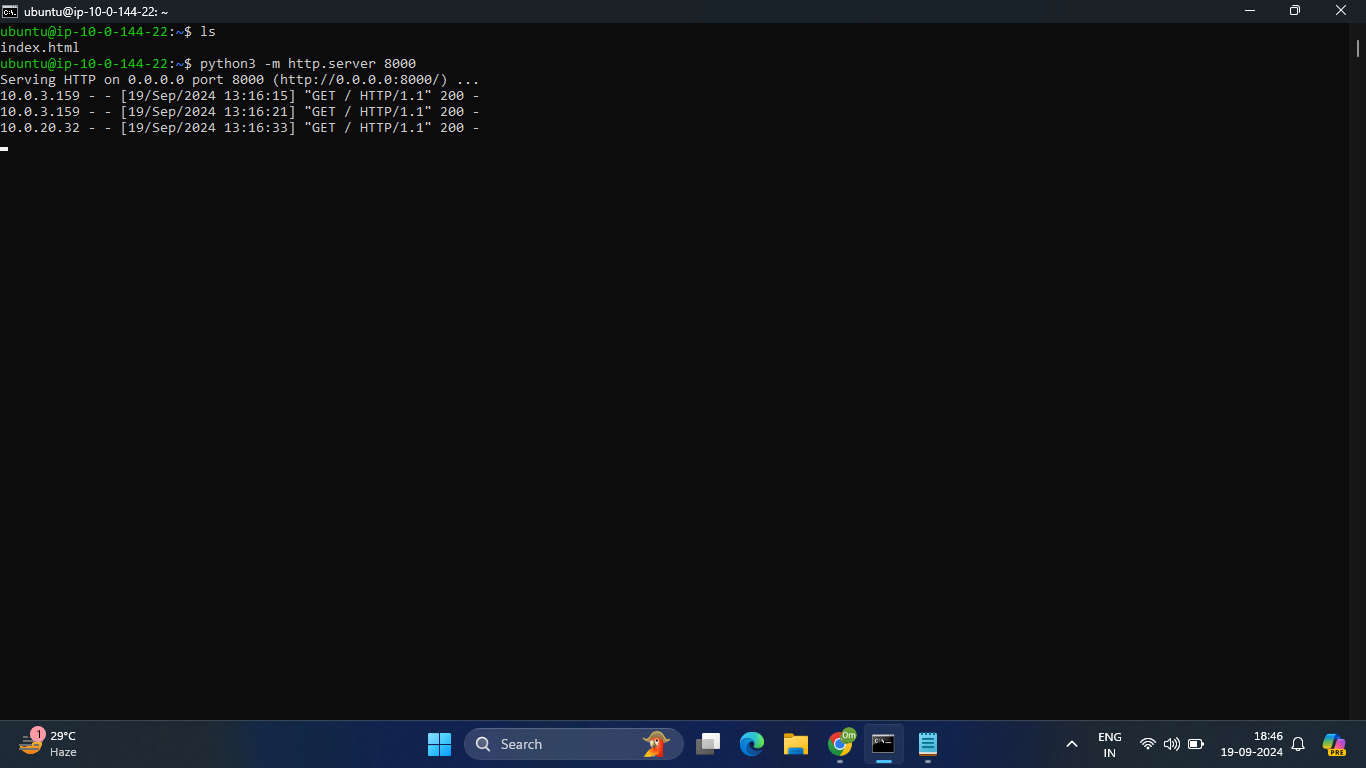 ubuntu@ip-10-0-144-22: ~
ubuntu@ip-10-0-144-22:~$ ls
index.html
ubuntu@ip-10-0-144-22:~$ python3 -m http.server 8000
Serving HTTP on 0.0.0.0 port 8000 (http://0.0.0.0:8000/) ...
10.0.3.159 - - [19/Sep/2024 13:16:15] "GET / HTTP/1.1" 200 -
10.0.3.159 - - [19/Sep/2024 13:16:21] "GET / HTTP/1.1" 200 -
10.0.20.32 - - [19/Sep/2024 13:16:33] "GET / HTTP/1.1" 200 -
1
29°C
Haze
Search
Om
ENG
IN
18:46
19-09-2024
PRE